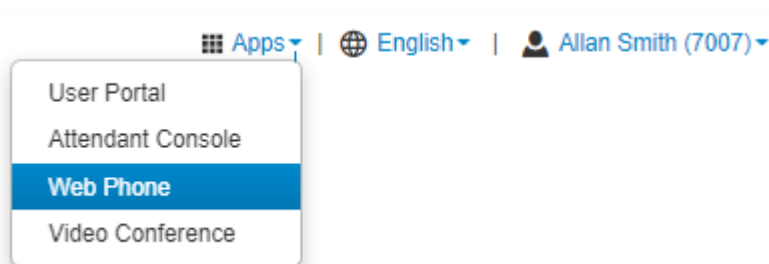 Apps | English | Allan Smith (7007)
User Portal
Attendant Console
Web Phone
Video Conference